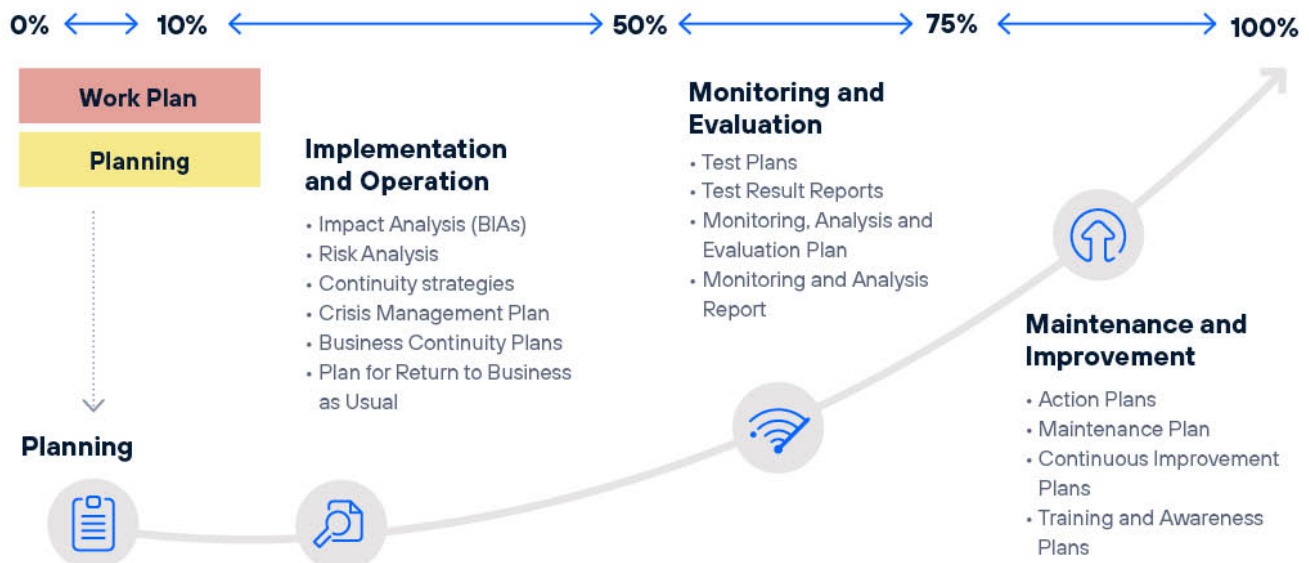 0% 10% 50% 75% 100%
Work Plan
Planning
Planning
Implementation
and Operation
• Impact Analysis (BIAs)
• Risk Analysis
• Continuity strategies
• Crisis Management Plan
• Business Continuity Plans
• Plan for Return to Business
as Usual
Monitoring and
Evaluation
• Test Plans
• Test Result Reports
• Monitoring, Analysis and
Evaluation Plan
• Monitoring and Analysis
Report
Maintenance and
Improvement
• Action Plans
• Maintenance Plan
• Continuous Improvement
Plans
• Training and Awareness
Plans